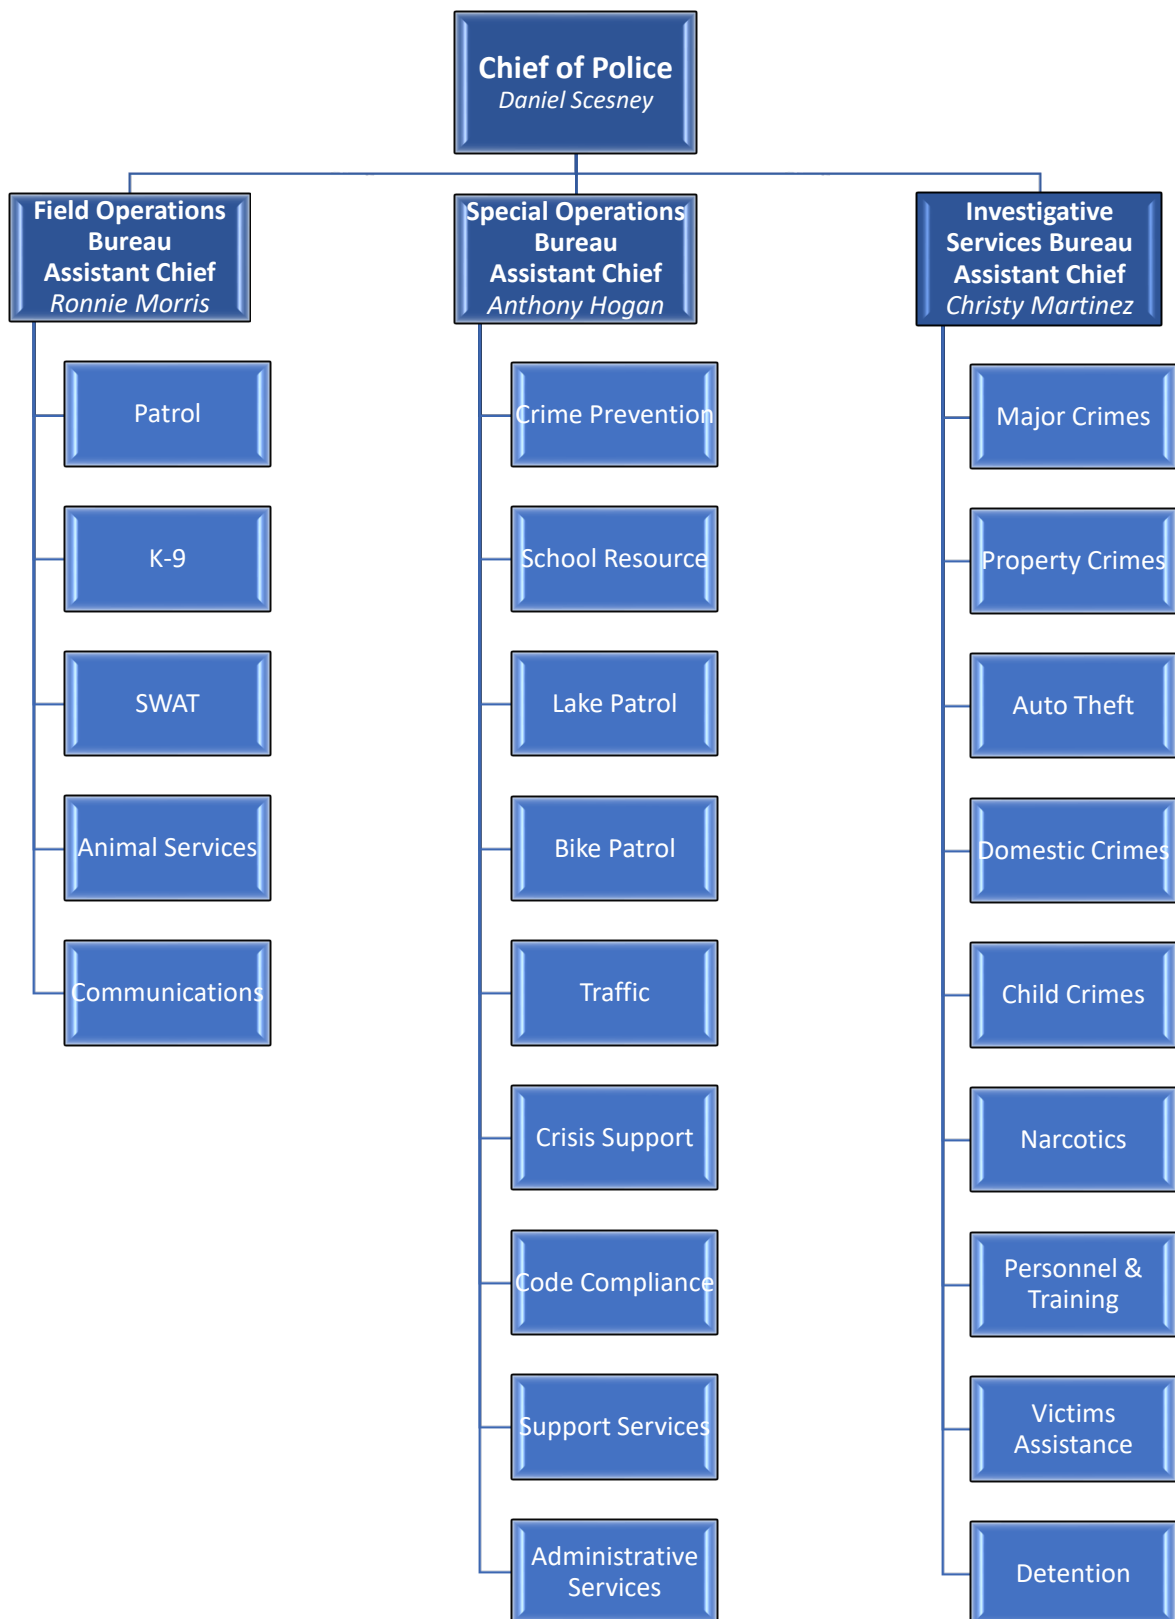 Chief of Police
Daniel Scesney
Field Operations
Bureau
Assistant Chief
Ronnie Morris
Special Operations
Bureau
Assistant Chief
Anthony Hogan
Investigative
Services Bureau
Assistant Chief
Christy Martinez
Patrol
K-9
SWAT
Animal Services
Communications
Crime Prevention
School Resource
Lake Patrol
Bike Patrol
Traffic
Crisis Support
Code Compliance
Support Services
Administrative
Services
Major Crimes
Property Crimes
Auto Theft
Domestic Crimes
Child Crimes
Narcotics
Personnel &
Training
Victims
Assistance
Detention